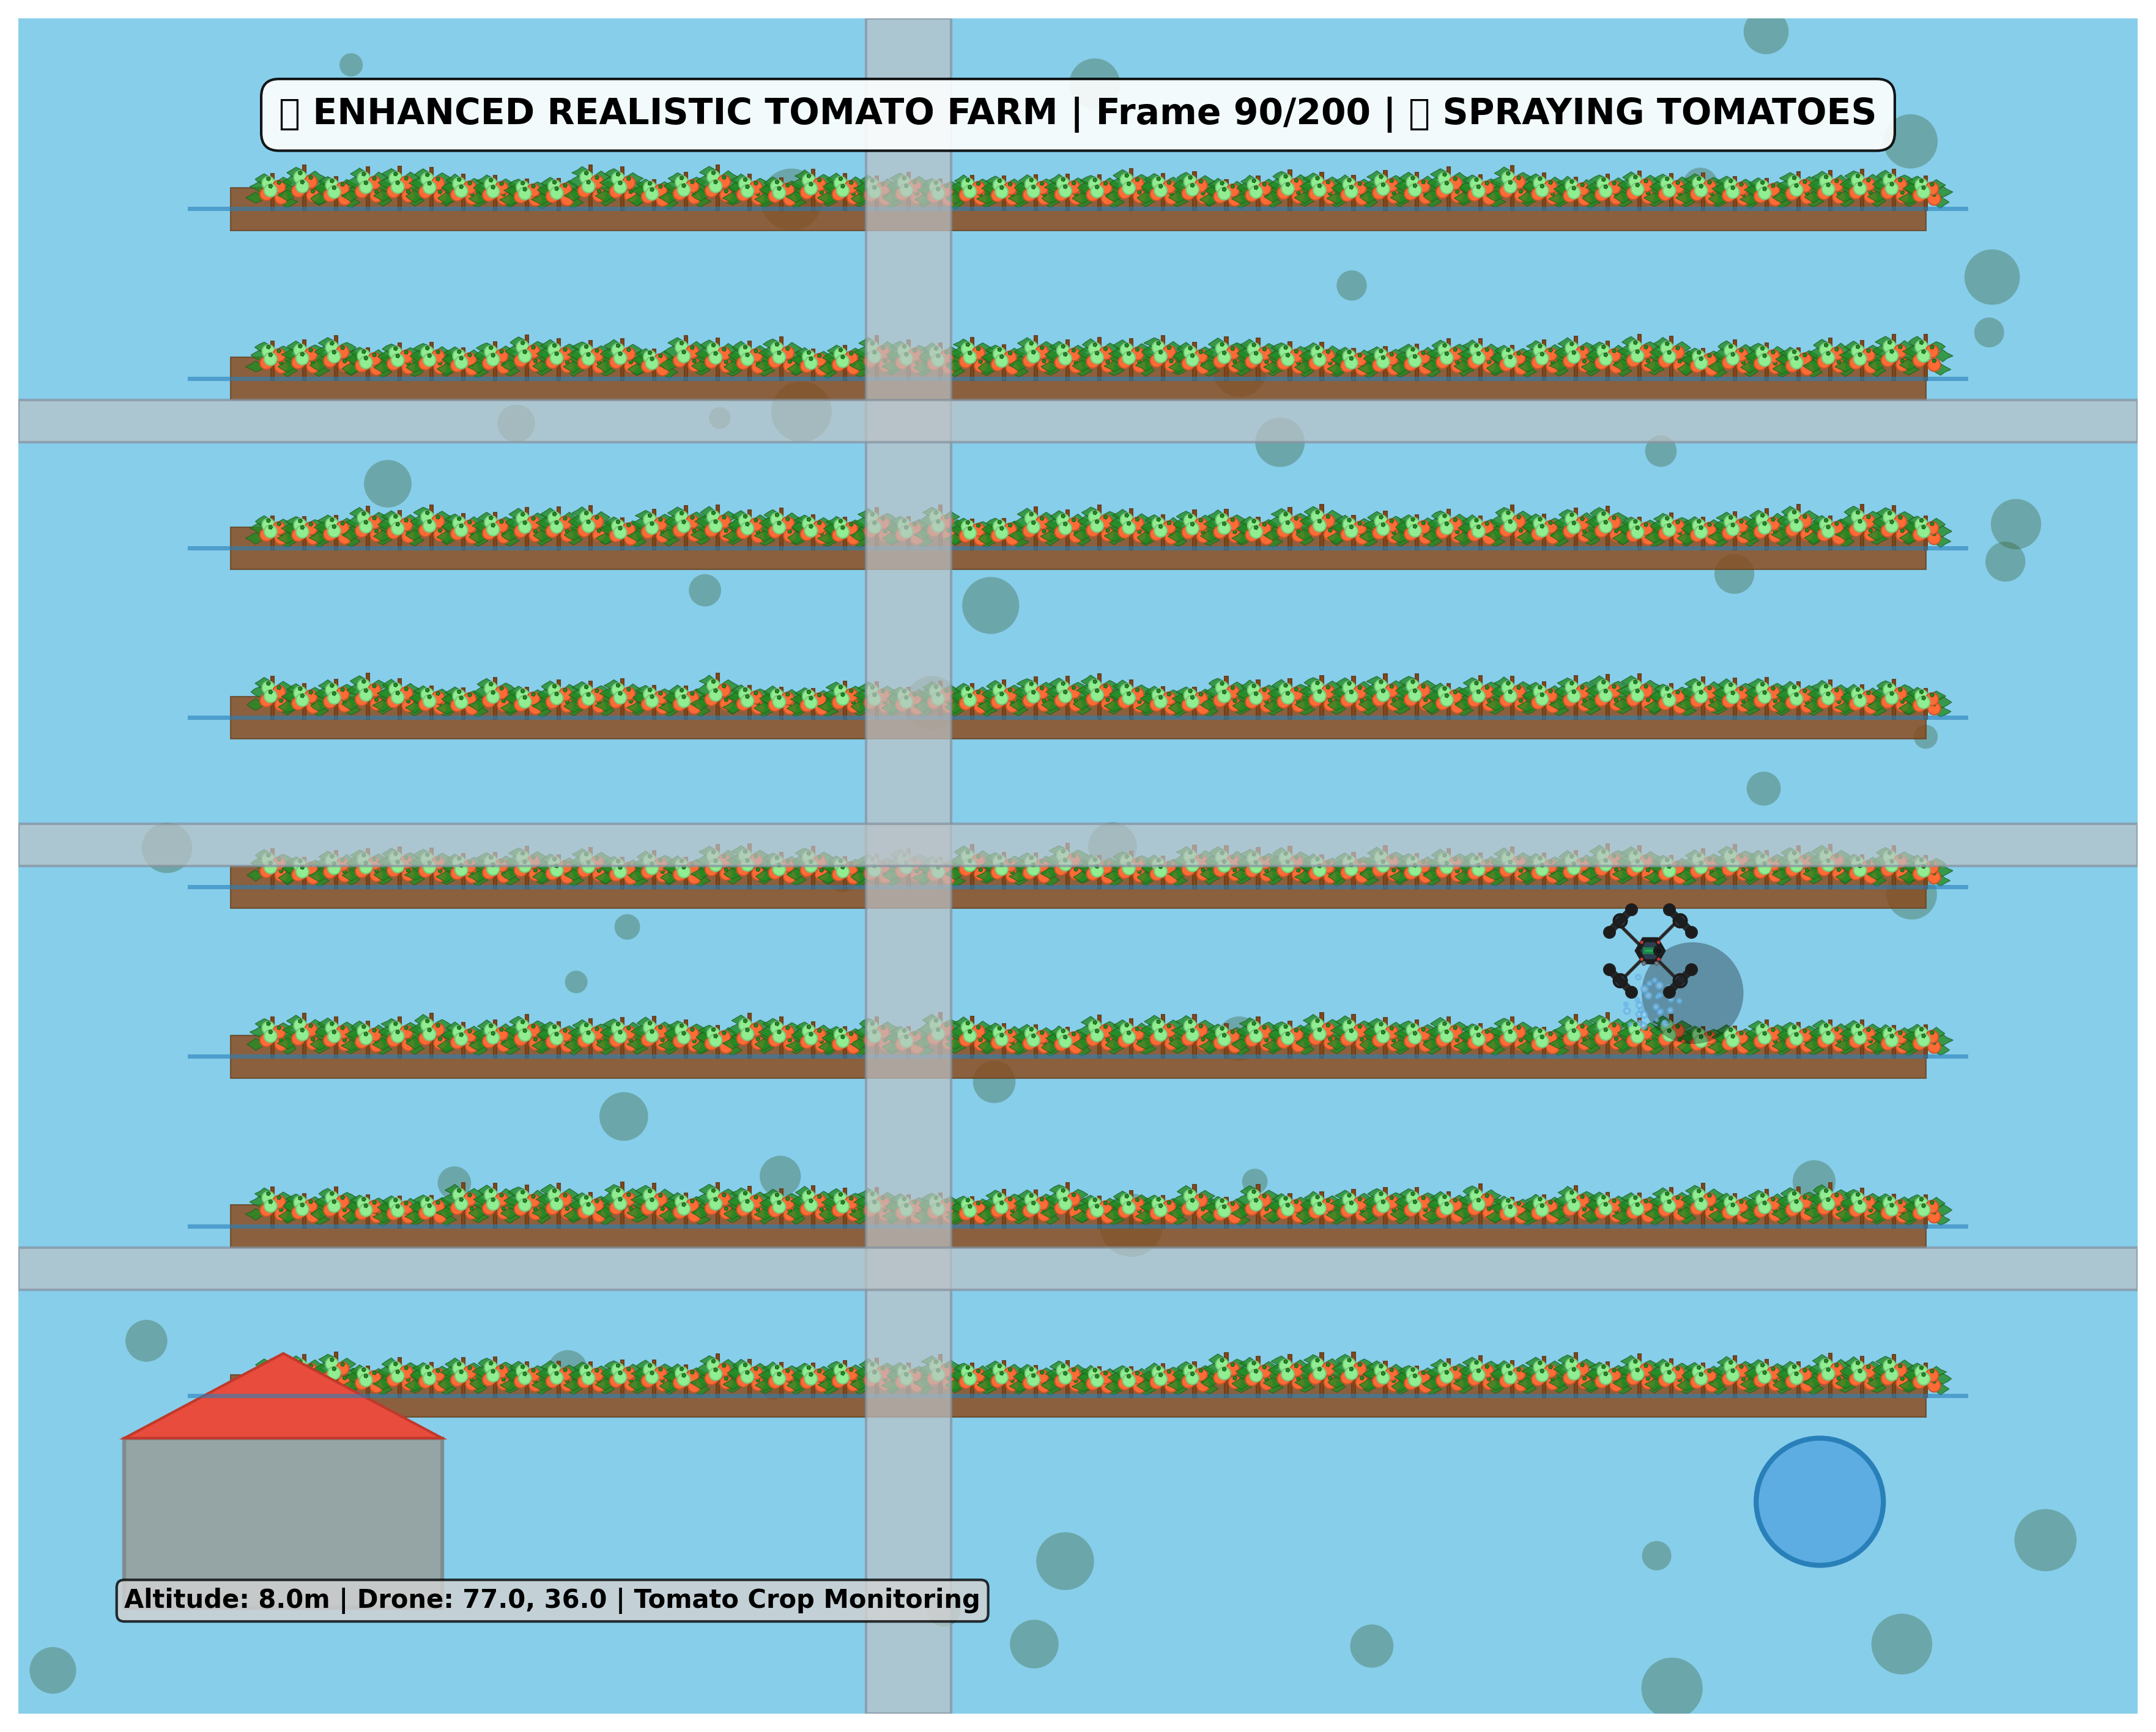 ENHANCED REALISTIC TOMATO FARM | Frame 90/200 | SPRAYING TOMATOES
Altitude: 8.0m | Drone: 77.0, 36.0 | Tomato Crop Monitoring